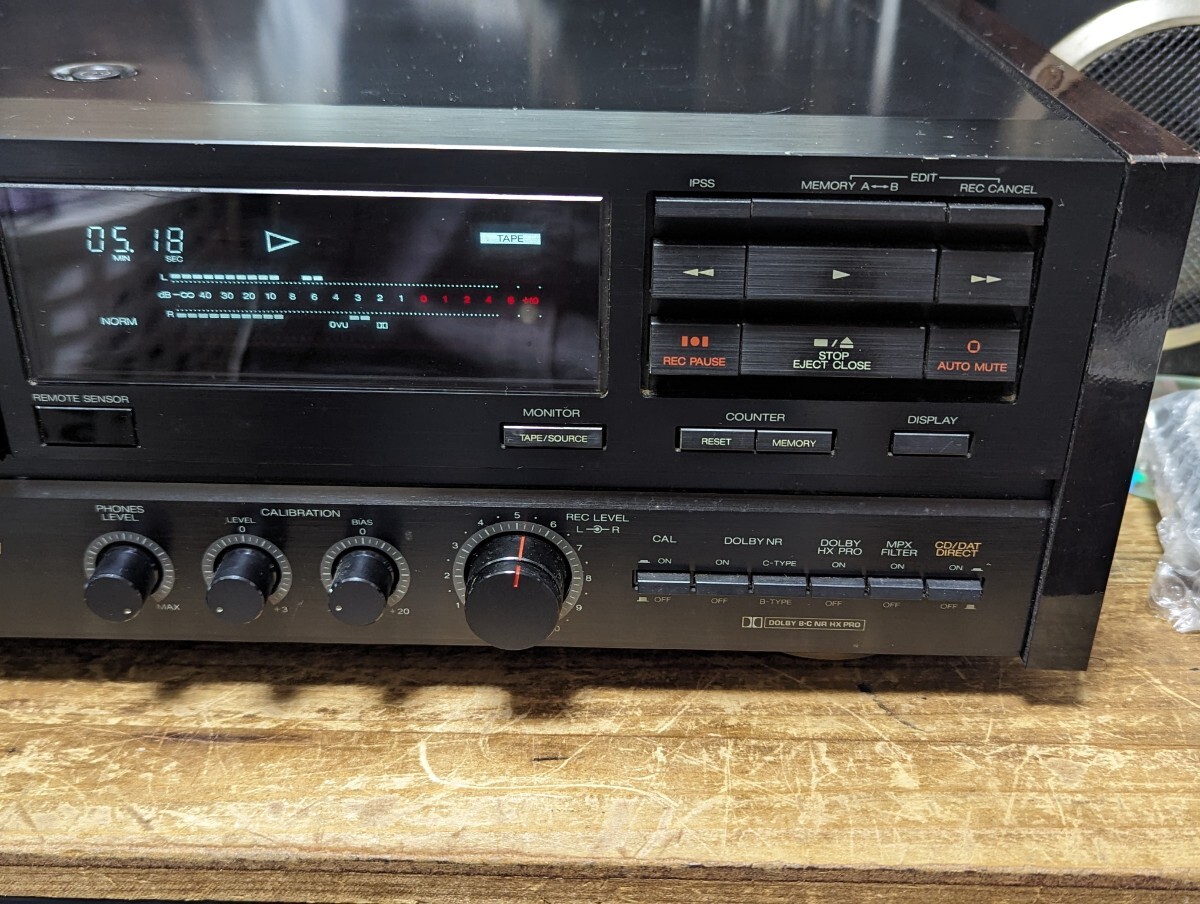 IPSS
EDIT
MEMORY A↔B
REC CANCEL
05 18
MIN SEC
TAPE
L
dB -∞ 40 30 20 10 8 6 4 3 2 1 0 1 2 4 6
R
NORM
0VU
REC PAUSE
STOP
EJECT CLOSE
AUTO MUTE
REMOTE SENSOR
MONITOR
TAPE/SOURCE
COUNTER
RESET
MEMORY
DISPLAY
PHONES
LEVEL
MAX
CALIBRATION
LEVEL
0
+3
BIAS
0
+20
REC LEVEL
L R
1 2 3 4 5 6 7 8 9
CAL
ON
OFF
DOLBY NR
ON
OFF
C-TYPE
B-TYPE
DOLBY
HX PRO
ON
OFF
MPX
FILTER
ON
OFF
CD/DAT
DIRECT
ON
OFF
DOLBY B-C NR HX PRO